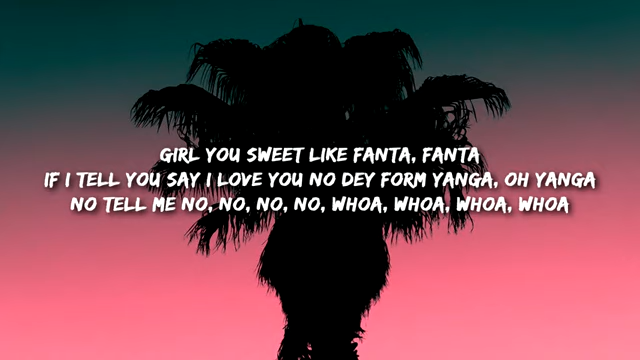 GIRL YOU SWEET LIKE FANTA, FANTA
IF I TELL YOU SAY I LOVE YOU NO DEY FORM YANGA, OH YANGA
NO TELL ME NO, NO, NO, NO, WHOA, WHOA, WHOA, WHOA